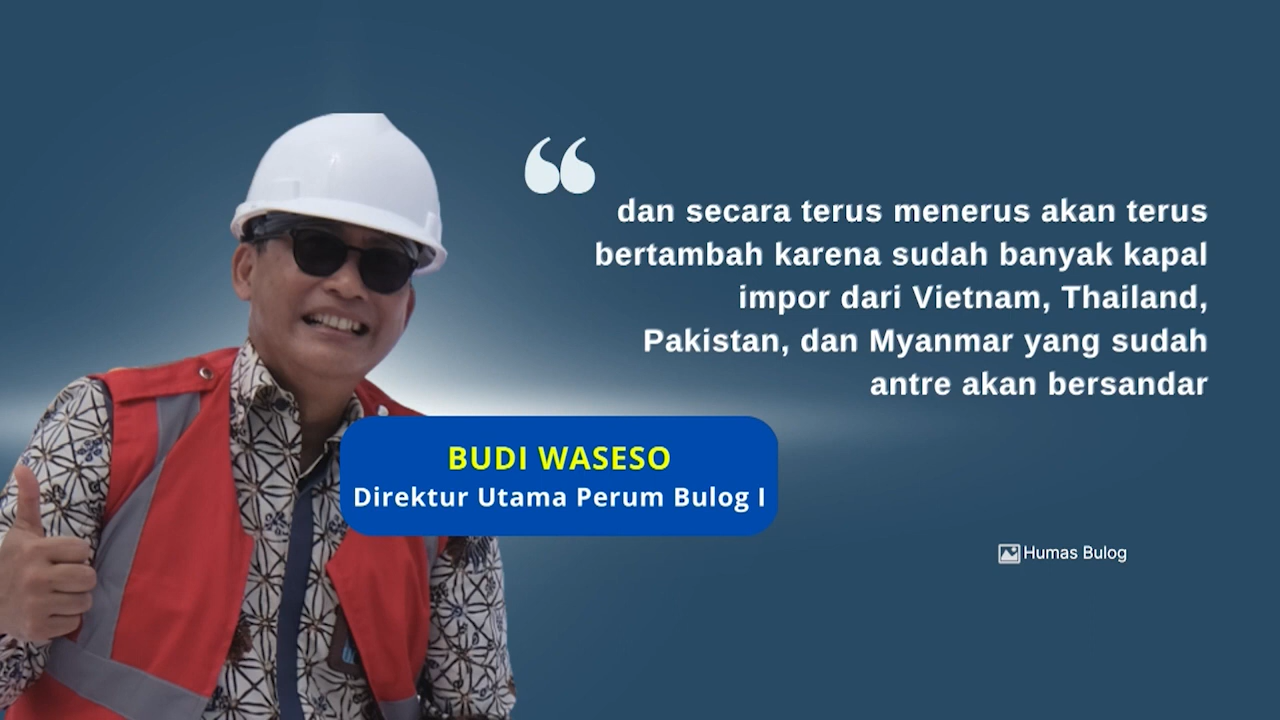 “
dan secara terus menerus akan terus
bertambah karena sudah banyak kapal
impor dari Vietnam, Thailand,
Pakistan, dan Myanmar yang sudah
antre akan bersandar
BUDI WASESO
Direktur Utama Perum Bulog I
Humas Bulog